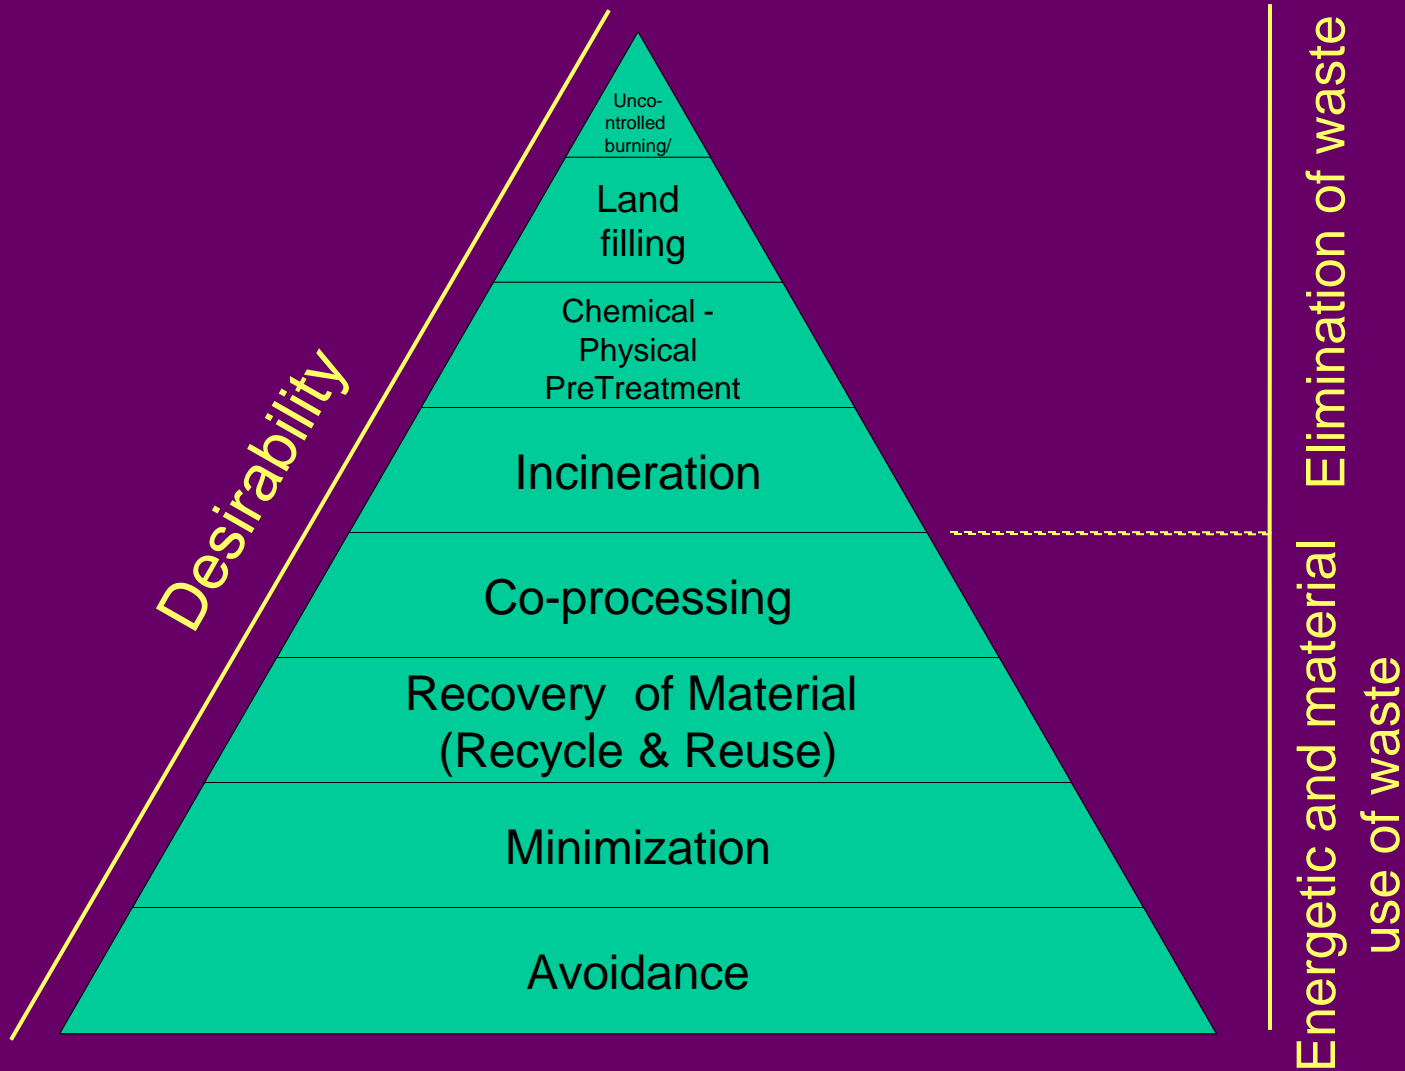 Unco-
ntrolled
burning/
Land
filling
Chemical -
Physical
PreTreatment
Incineration
Co-processing
Recovery of Material
(Recycle & Reuse)
Minimization
Avoidance
Desirability
Elimination of waste
Energetic and material
use of waste